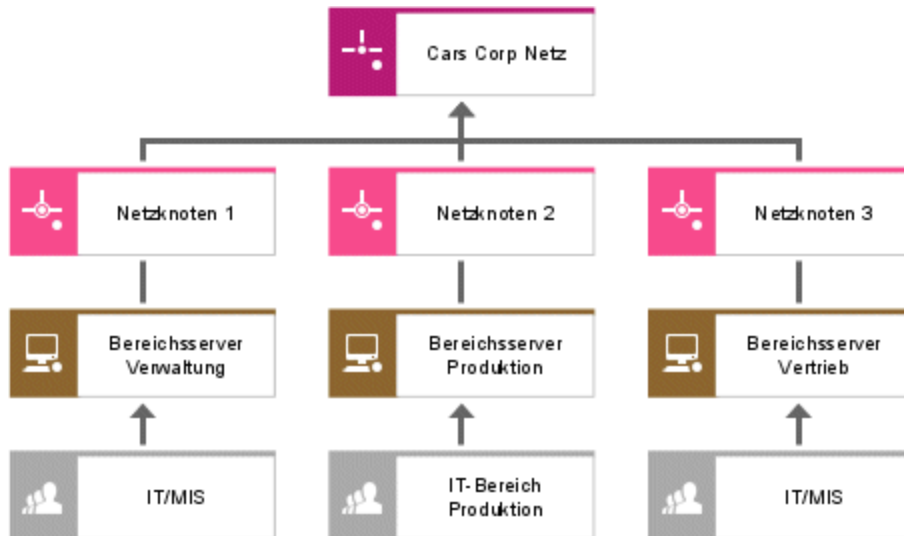 Cars Corp Netz
Netzknoten 1
Netzknoten 2
Netzknoten 3
Bereichsserver
Verwaltung
Bereichsserver
Produktion
Bereichsserver
Vertrieb
IT/MIS
IT-Bereich
Produktion
IT/MIS